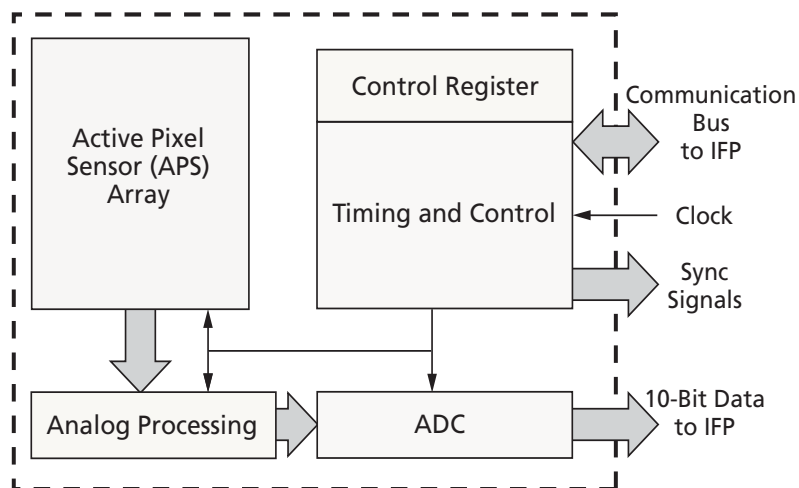 Active Pixel
Sensor (APS)
Array
Control Register
Timing and Control
Communication
Bus
to IFP
Clock
Sync
Signals
Analog Processing
ADC
10-Bit Data
to IFP